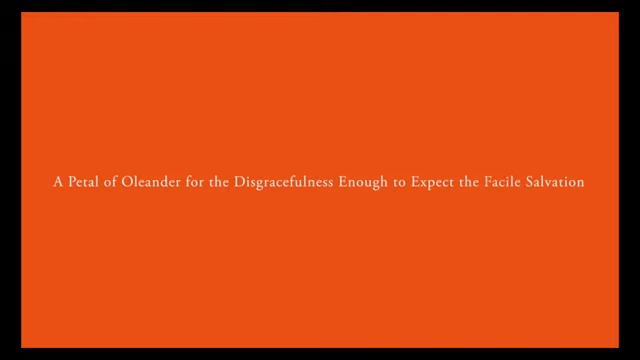 A Petal of Oleander for the Disgracefulness Enough to Expect the Facile Salvation